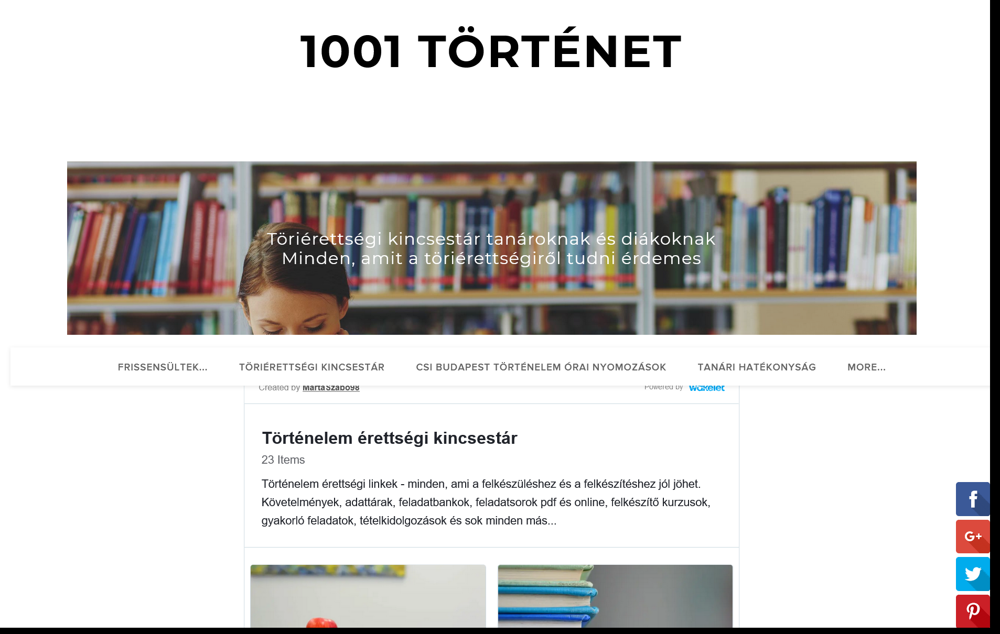 1001 TÖRTÉNET
Töriérettségi kincsestár tanároknak és diákoknak
Minden, amit a töriérettségiről tudni érdemes
FRISSENSÜLTEK... TÖRIÉRETTSÉGI KINCSESTÁR CSI BUDAPEST TÖRTÉNELEM ÓRAI NYOMOZÁSOK TANÁRI HATÉKONYSÁG MORE...
Created by MartaSzabo98 Powered by wakelet
Történelem érettségi kincsestár
23 Items
Történelem érettségi linkek - minden, ami a felkészüléshez és a felkészítéshez jól jöhet.
Követelmények, adattárak, feladatbankok, feladatsorok pdf és online, felkészítő kurzusok,
gyakorló feladatok, tételkidolgozások és sok minden más...
f
G+